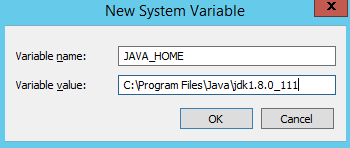 New System Variable
x
Variable name: JAVA_HOME
Variable value: C:\Program Files\Java\jdk1.8.0_111
OK Cancel